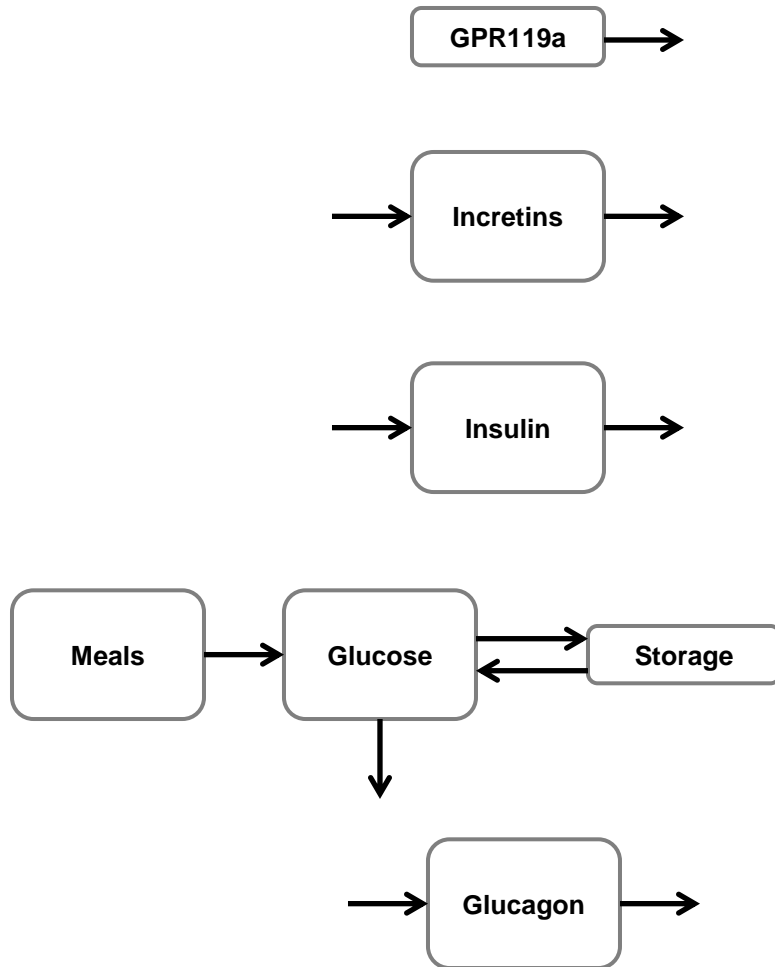 GPR119a
Incretins
Insulin
Meals
Glucose
Storage
Glucagon